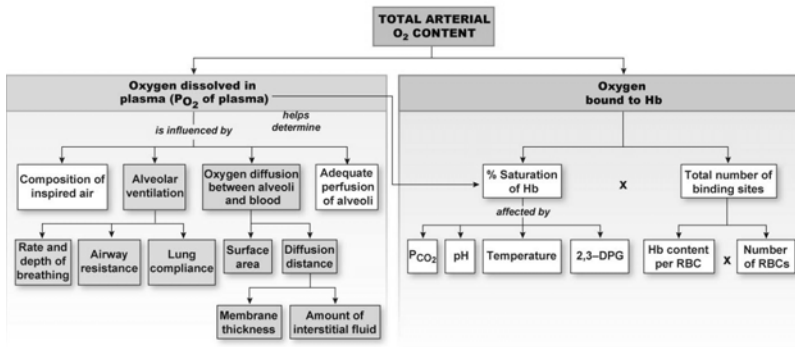 TOTAL ARTERIAL
O2 CONTENT
Oxygen dissolved in
plasma (PO2 of plasma)
Oxygen
bound to Hb
is influenced by
helps
determine
Composition of
inspired air
Alveolar
ventilation
Oxygen diffusion
between alveoli
and blood
Adequate
perfusion
of alveoli
% Saturation
of Hb
x
Total number of
binding sites
affected by
Rate and
depth of
breathing
Airway
resistance
Lung
compliance
Surface
area
Diffusion
distance
PCO2
pH
Temperature
2,3–DPG
Hb content
per RBC
x
Number
of RBCs
Membrane
thickness
Amount of
interstitial fluid